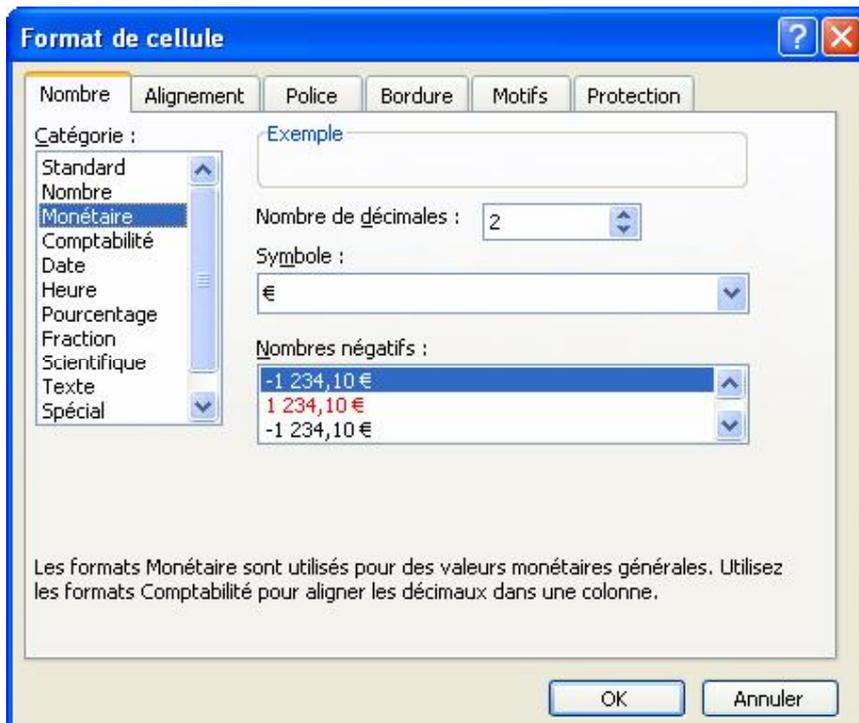 Format de cellule
Nombre Alignement Police Bordure Motifs Protection
Catégorie :
Standard
Nombre
Monétaire
Comptabilité
Date
Heure
Pourcentage
Fraction
Scientifique
Texte
Spécial
Exemple
Nombre de décimales : 2
Symbole :
€
Nombres négatifs :
-1 234,10 €
1 234,10 €
-1 234,10 €
Les formats Monétaire sont utilisés pour des valeurs monétaires générales. Utilisez
les formats Comptabilité pour aligner les décimaux dans une colonne.
OK Annuler